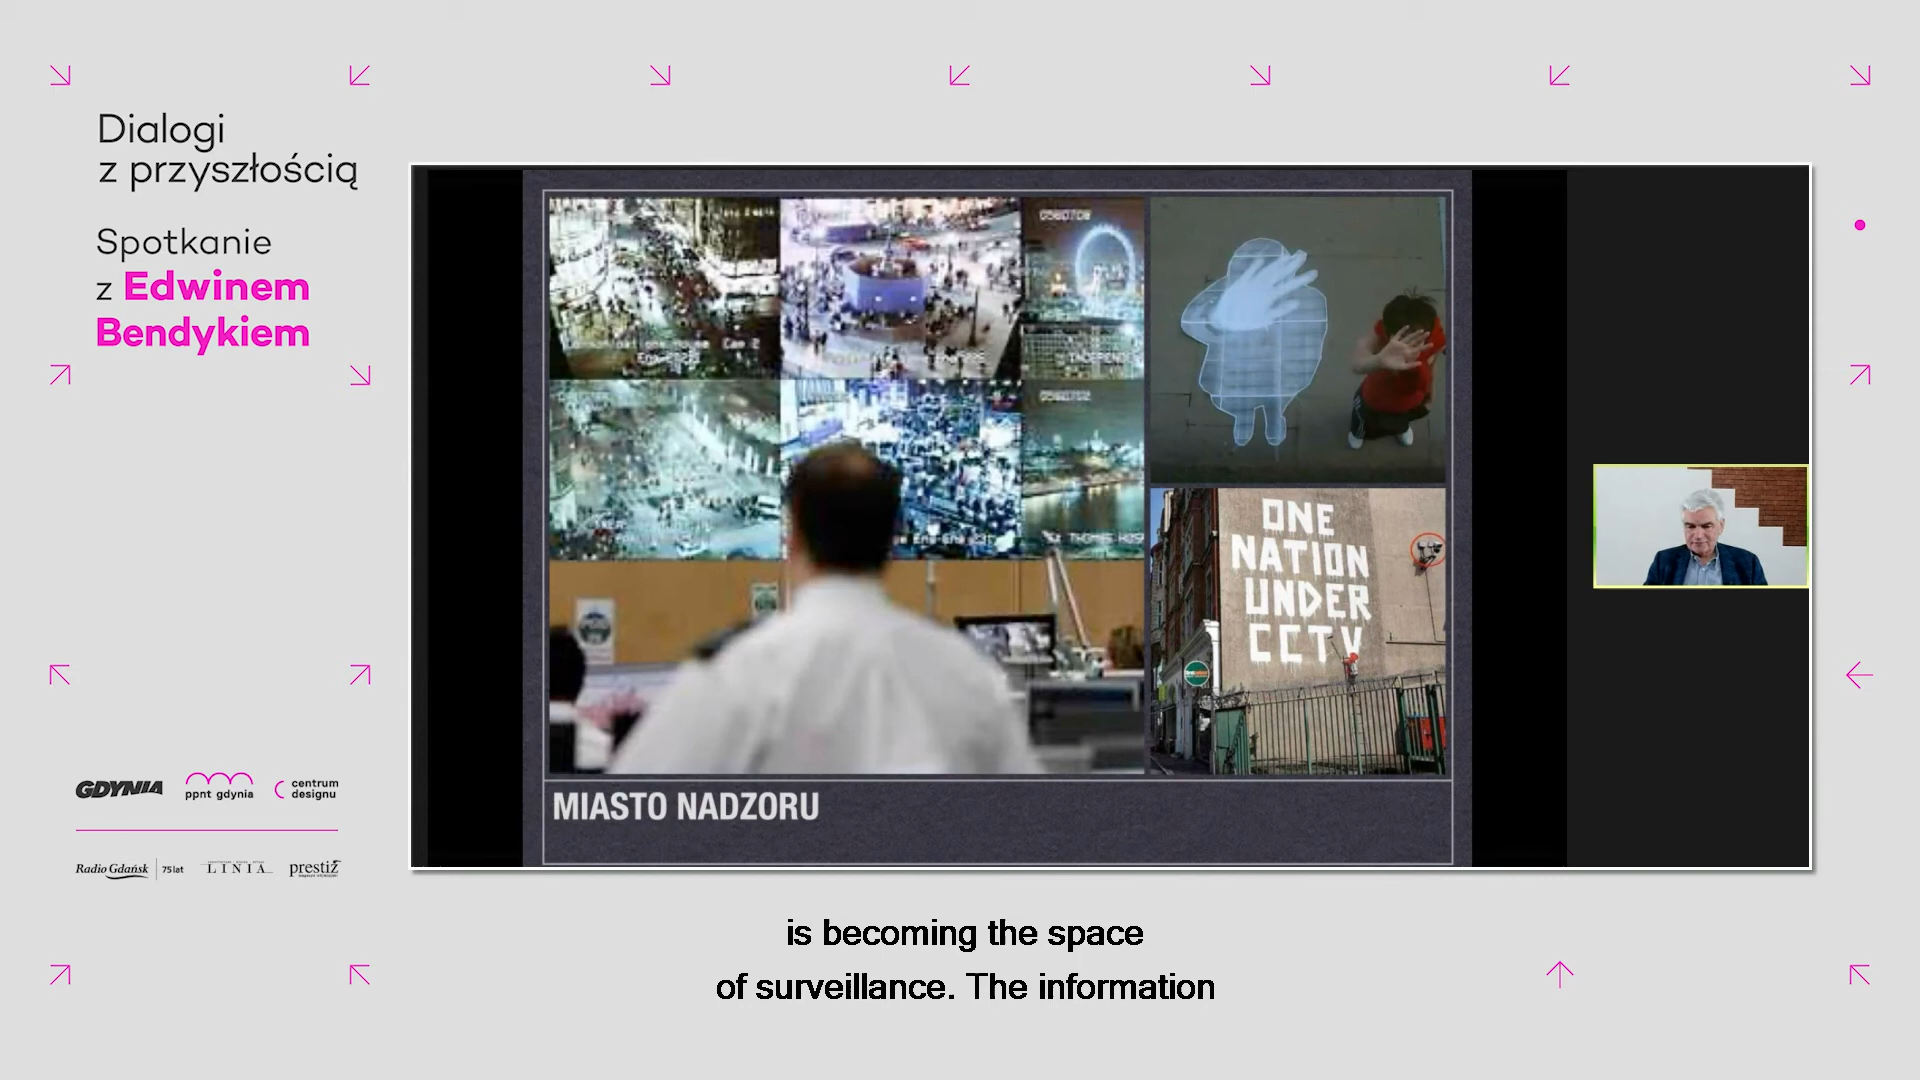 Dialogi
z przyszłością
Spotkanie
z Edwinem
Bendykiem
GDYNIA
ppnt gdynia
centrum
designu
Radio Gdańsk
75 lat
LINIA
prestiż
ONE
NATION
UNDER
CCTV
MIASTO NADZORU
is becoming the space
of surveillance. The information